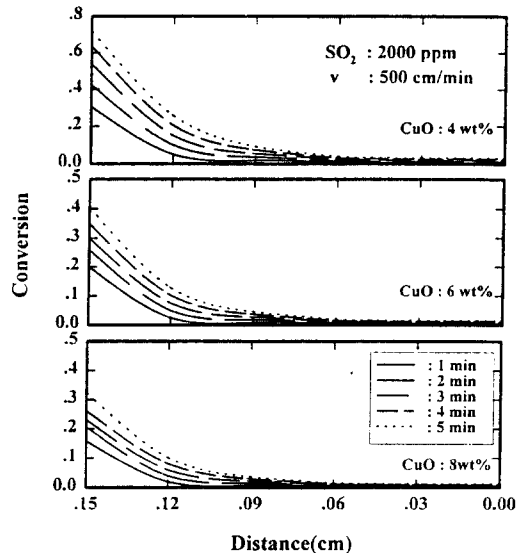 .8
SO2 : 2000 ppm
.6
v : 500 cm/min
.4
.2
CuO : 4 wt%
0.0
.5
.4
.3
.2
CuO : 6 wt%
.1
0.0
Conversion
.5
.4
: 1 min
: 2 min
.3
: 3 min
: 4 min
.2
: 5 min
.1
CuO : 8wt%
0.0
.15 .12 .09 .06 .03 0.00
Distance(cm)